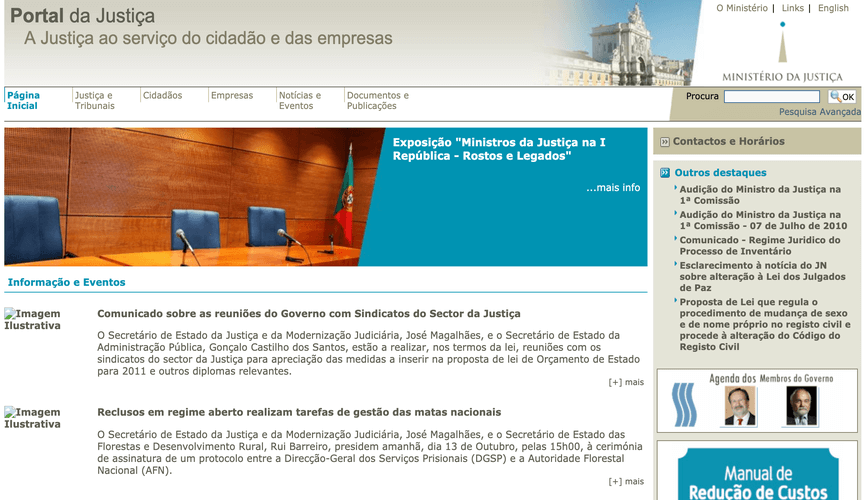 Portal da Justiça
A Justiça ao serviço do cidadão e das empresas
O Ministério | Links | English
MINISTÉRIO DA JUSTIÇA
Página
Inicial
Justiça e
Tribunais
Cidadãos
Empresas
Notícias e
Eventos
Documentos e
Publicações
Procura
OK
Pesquisa Avançada
Exposição "Ministros da Justiça na I
República - Rostos e Legados"
...mais info
Informação e Eventos
Imagem
Ilustrativa
Comunicado sobre as reuniões do Governo com Sindicatos do Sector da Justiça
O Secretário de Estado da Justiça e da Modernização Judiciária, José Magalhães, e o Secretário de Estado da
Administração Pública, Gonçalo Castilho dos Santos, estão a realizar, nos termos da lei, reuniões com os
sindicatos do sector da Justiça para apreciação das medidas a inserir na proposta de lei de Orçamento de Estado
para 2011 e outros diplomas relevantes.
[+] mais
Imagem
Ilustrativa
Reclusos em regime aberto realizam tarefas de gestão das matas nacionais
O Secretário de Estado da Justiça e da Modernização Judiciária, José Magalhães, e o Secretário de Estado das
Florestas e Desenvolvimento Rural, Rui Barreiro, presidem amanhã, dia 13 de Outubro, pelas 15h00, à cerimónia
de assinatura de um protocolo entre a Direcção-Geral dos Serviços Prisionais (DGSP) e a Autoridade Florestal
Nacional (AFN).
[+] mais
Contactos e Horários
Outros destaques
Audição do Ministro da Justiça na
1ª Comissão
Audição do Ministro da Justiça na
1ª Comissão - 07 de Julho de 2010
Comunicado - Regime Juridico do
Processo de Inventário
Esclarecimento à notícia do JN
sobre alteração à Lei dos Julgados
de Paz
Proposta de Lei que regula o
procedimento de mudança de sexo
e de nome próprio no registo civil e
procede à alteração do Código do
Registo Civil
Agenda dos Membros do Governo
Manual de
Redução de Custos